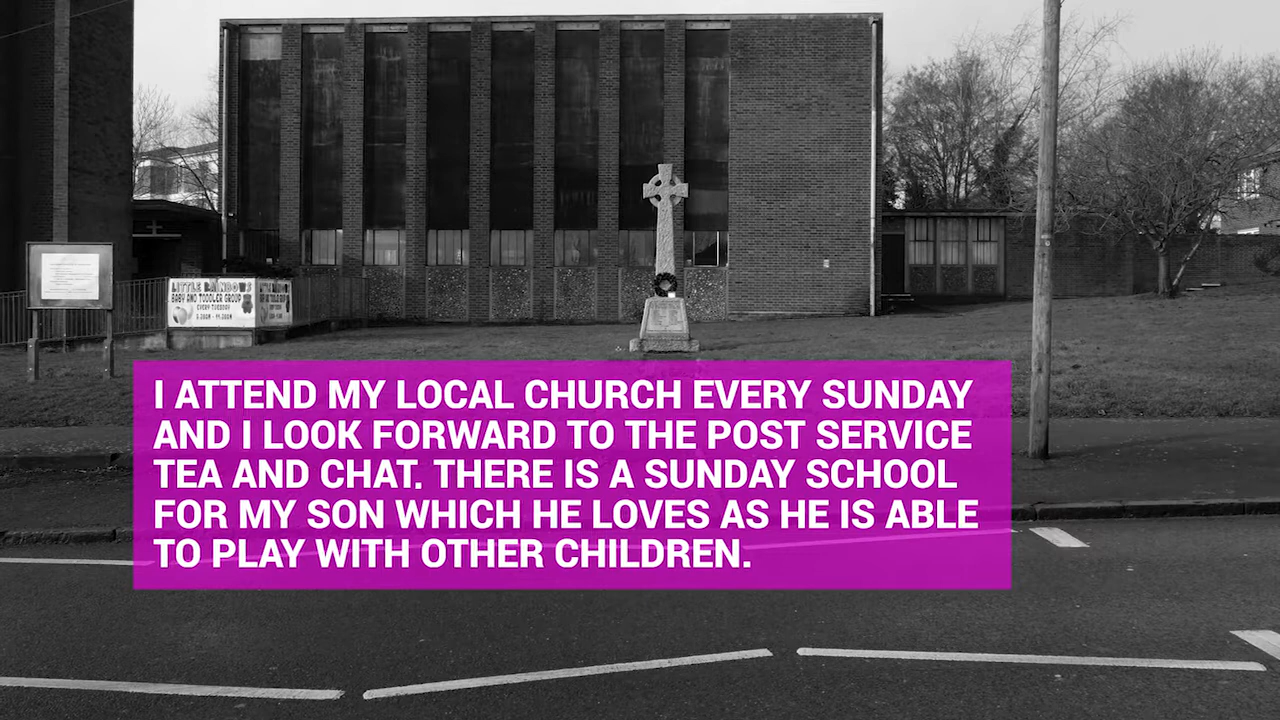 LITTLE RAINBOWS
BABY AND TODDLER GROUP
EVERY TUESDAY
I ATTEND MY LOCAL CHURCH EVERY SUNDAY
AND I LOOK FORWARD TO THE POST SERVICE
TEA AND CHAT. THERE IS A SUNDAY SCHOOL
FOR MY SON WHICH HE LOVES AS HE IS ABLE
TO PLAY WITH OTHER CHILDREN.